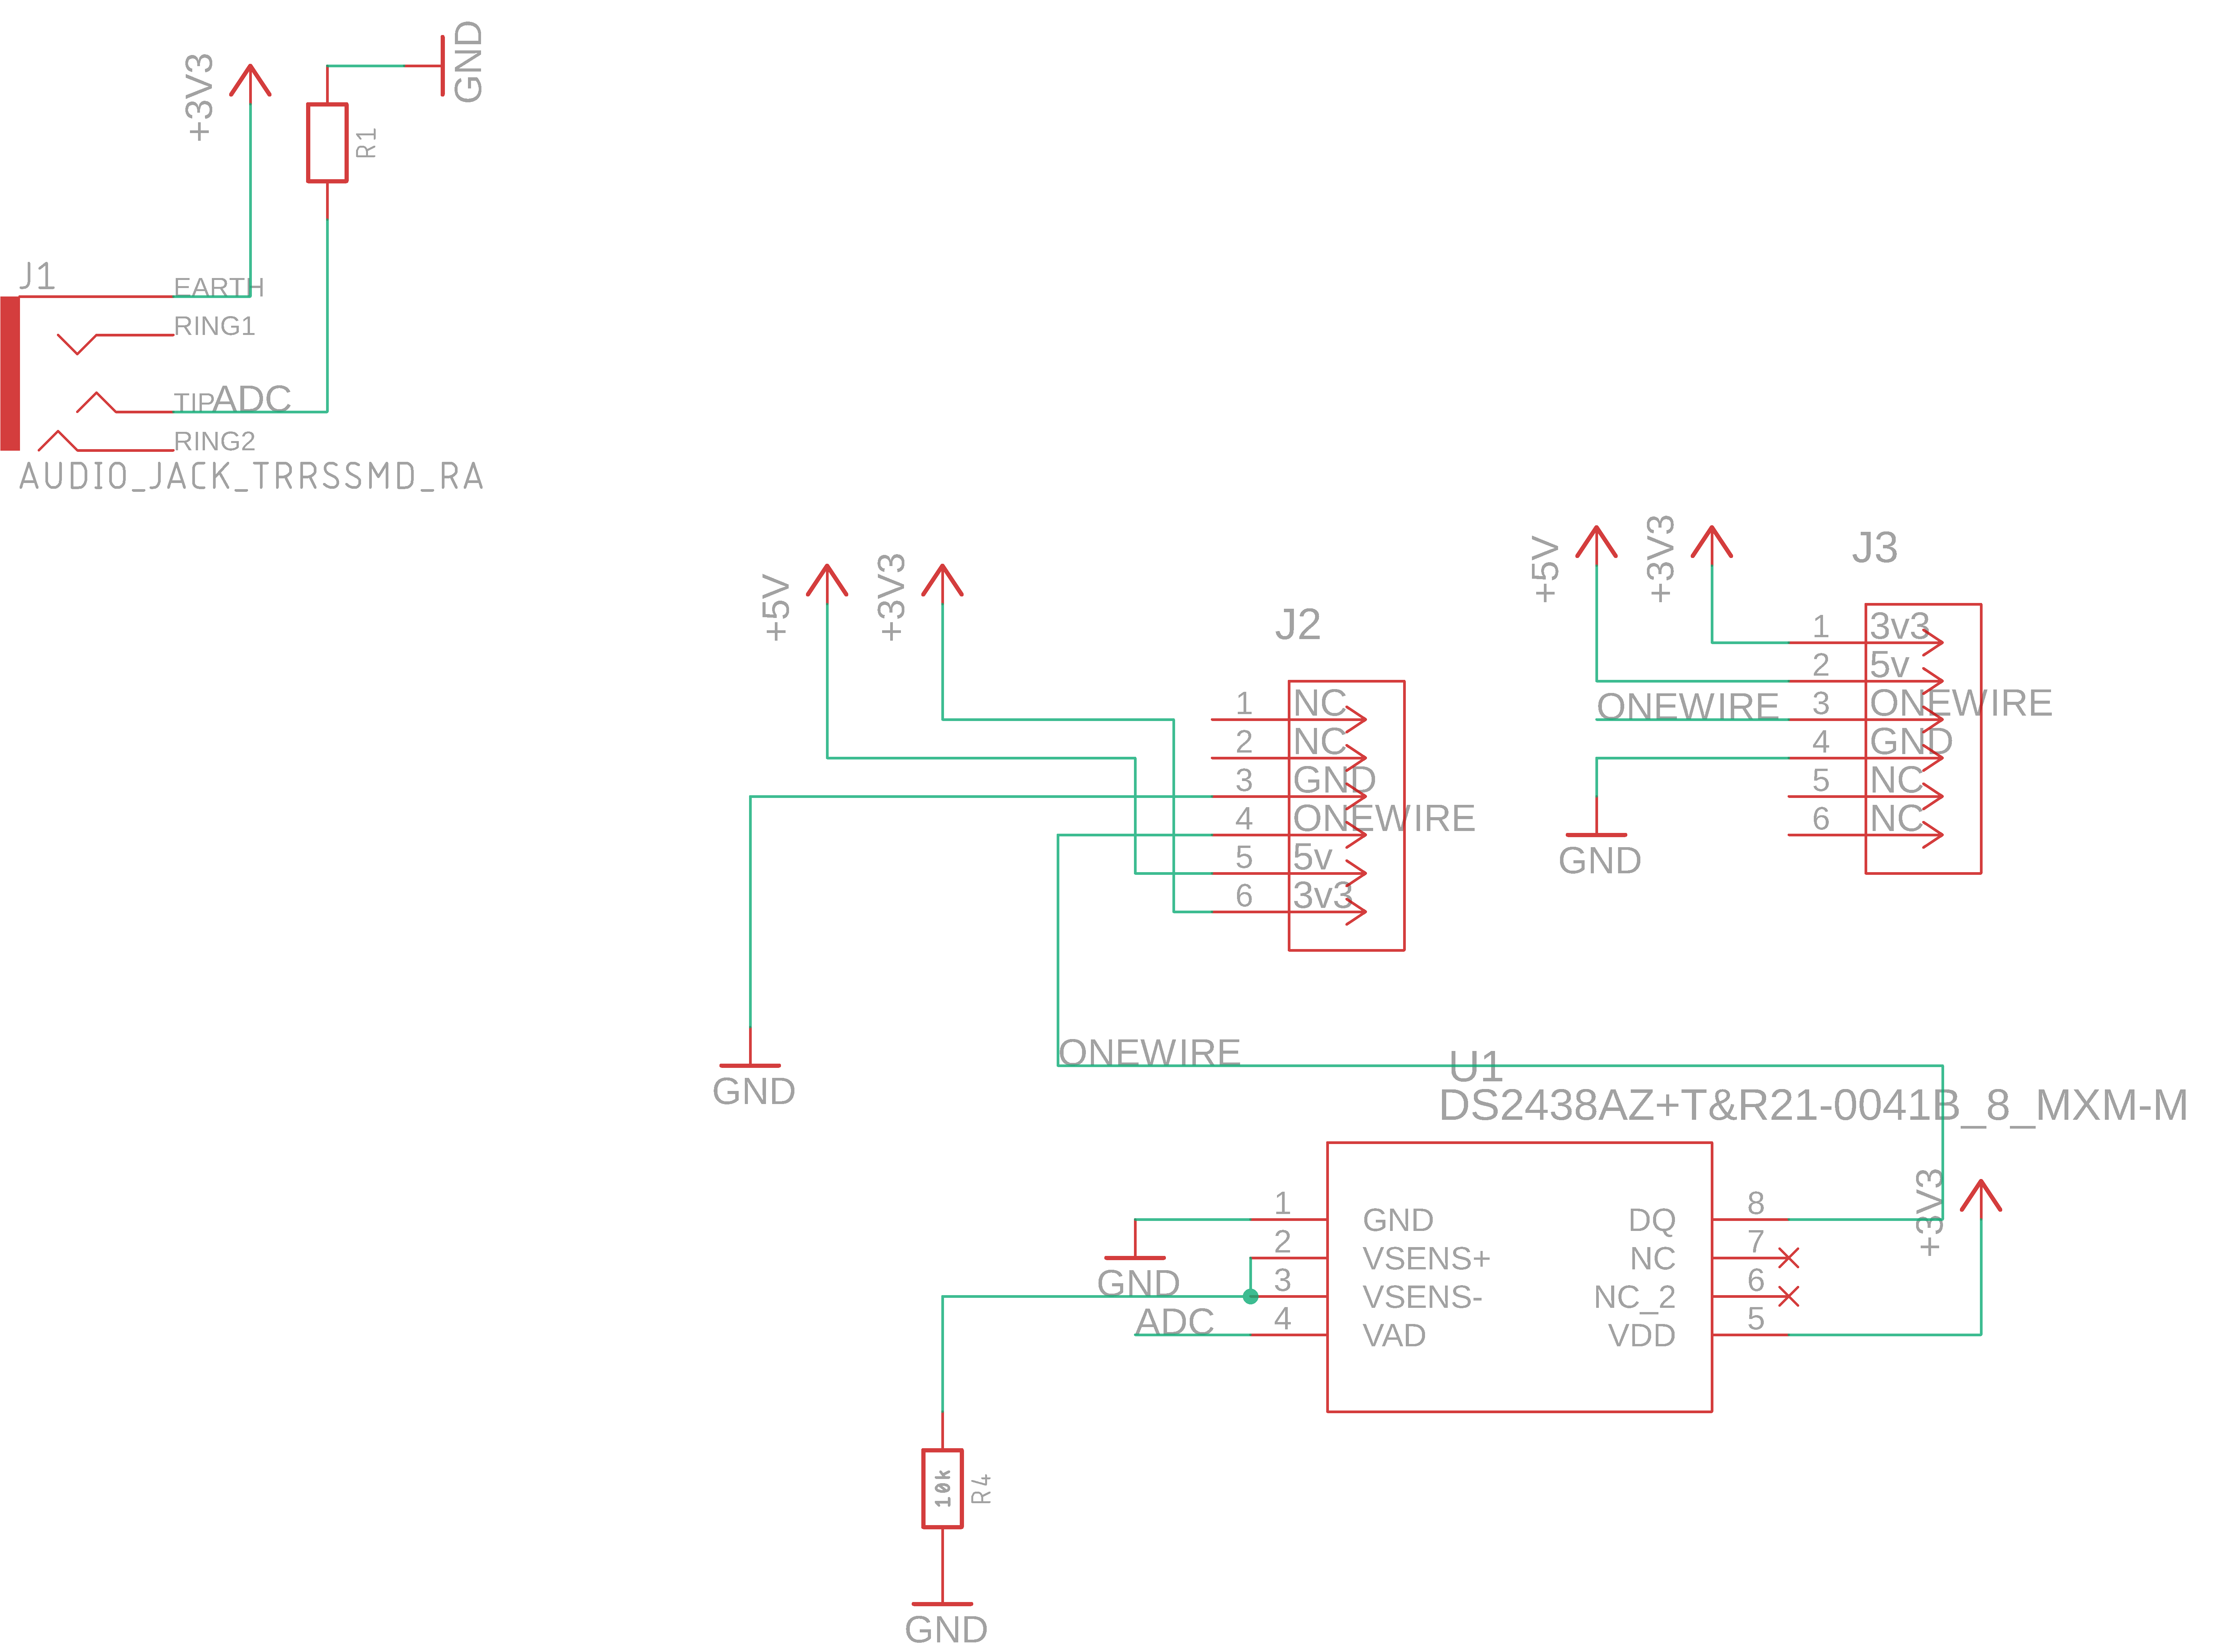 +3V3
GND
R1
J1
EARTH
RING1
TIP
ADC
RING2
AUDIO_JACK_TRRSSMD_RA
+5V
+3V3
J2
1 NC
2 NC
3 GND
4 ONEWIRE
5 5v
6 3v3
GND
ONEWIRE
+5V
+3V3
J3
1 3v3
2 5v
ONEWIRE
3 ONEWIRE
4 GND
5 NC
6 NC
GND
U1
DS2438AZ+T&R21-0041B_8_MXM-M
1 GND
2 VSENS+
3 VSENS-
4 VAD
DQ 8
NC 7
NC_2 6
VDD 5
+3V3
GND
ADC
10k
R4
GND